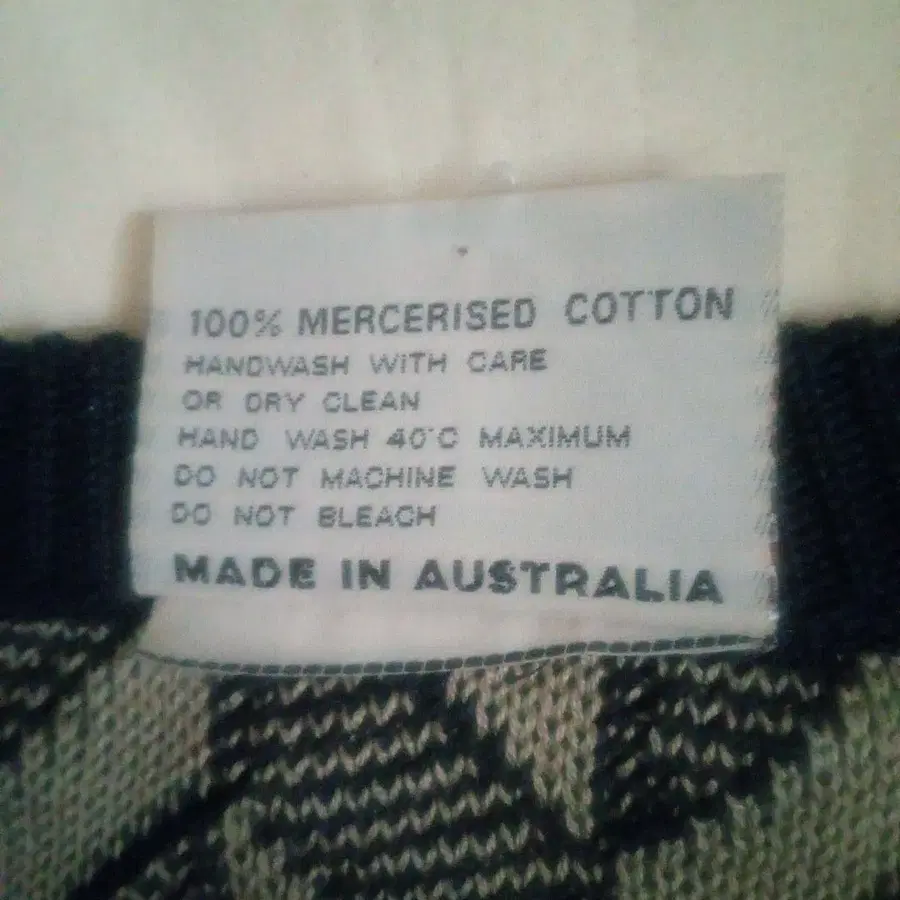 100% MERCERISED COTTON
HANDWASH WITH CARE
OR DRY CLEAN
HAND WASH 40°C MAXIMUM
DO NOT MACHINE WASH
DO NOT BLEACH
MADE IN AUSTRALIA